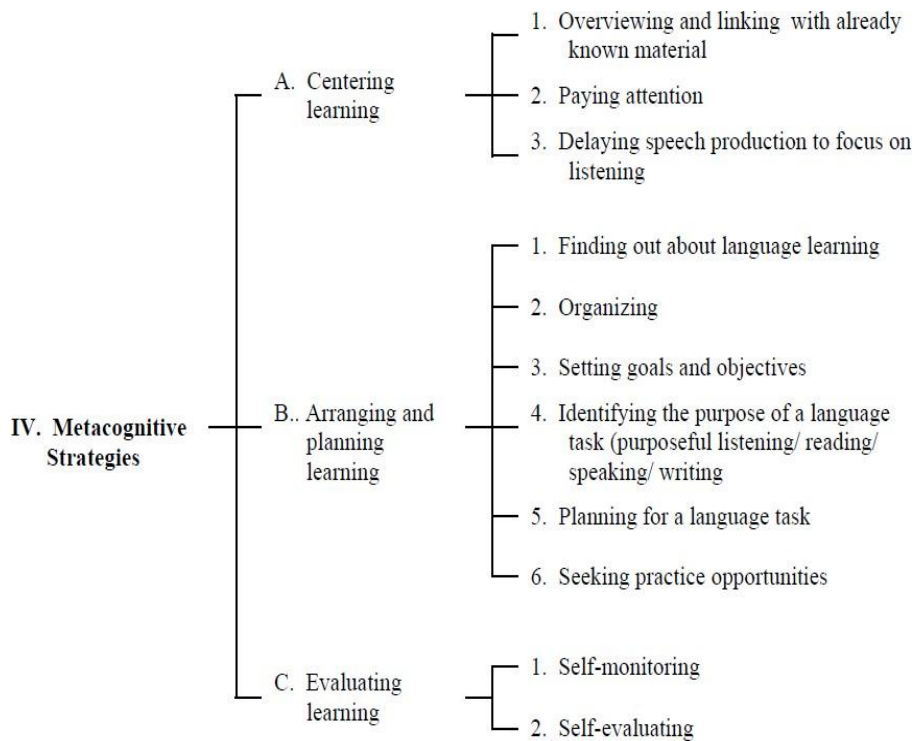 IV. Metacognitive
Strategies
A. Centering
learning
1. Overviewing and linking with already
known material
2. Paying attention
3. Delaying speech production to focus on
listening
B.. Arranging and
planning
learning
1. Finding out about language learning
2. Organizing
3. Setting goals and objectives
4. Identifying the purpose of a language
task (purposeful listening/ reading/
speaking/ writing
5. Planning for a language task
6. Seeking practice opportunities
C. Evaluating
learning
1. Self-monitoring
2. Self-evaluating